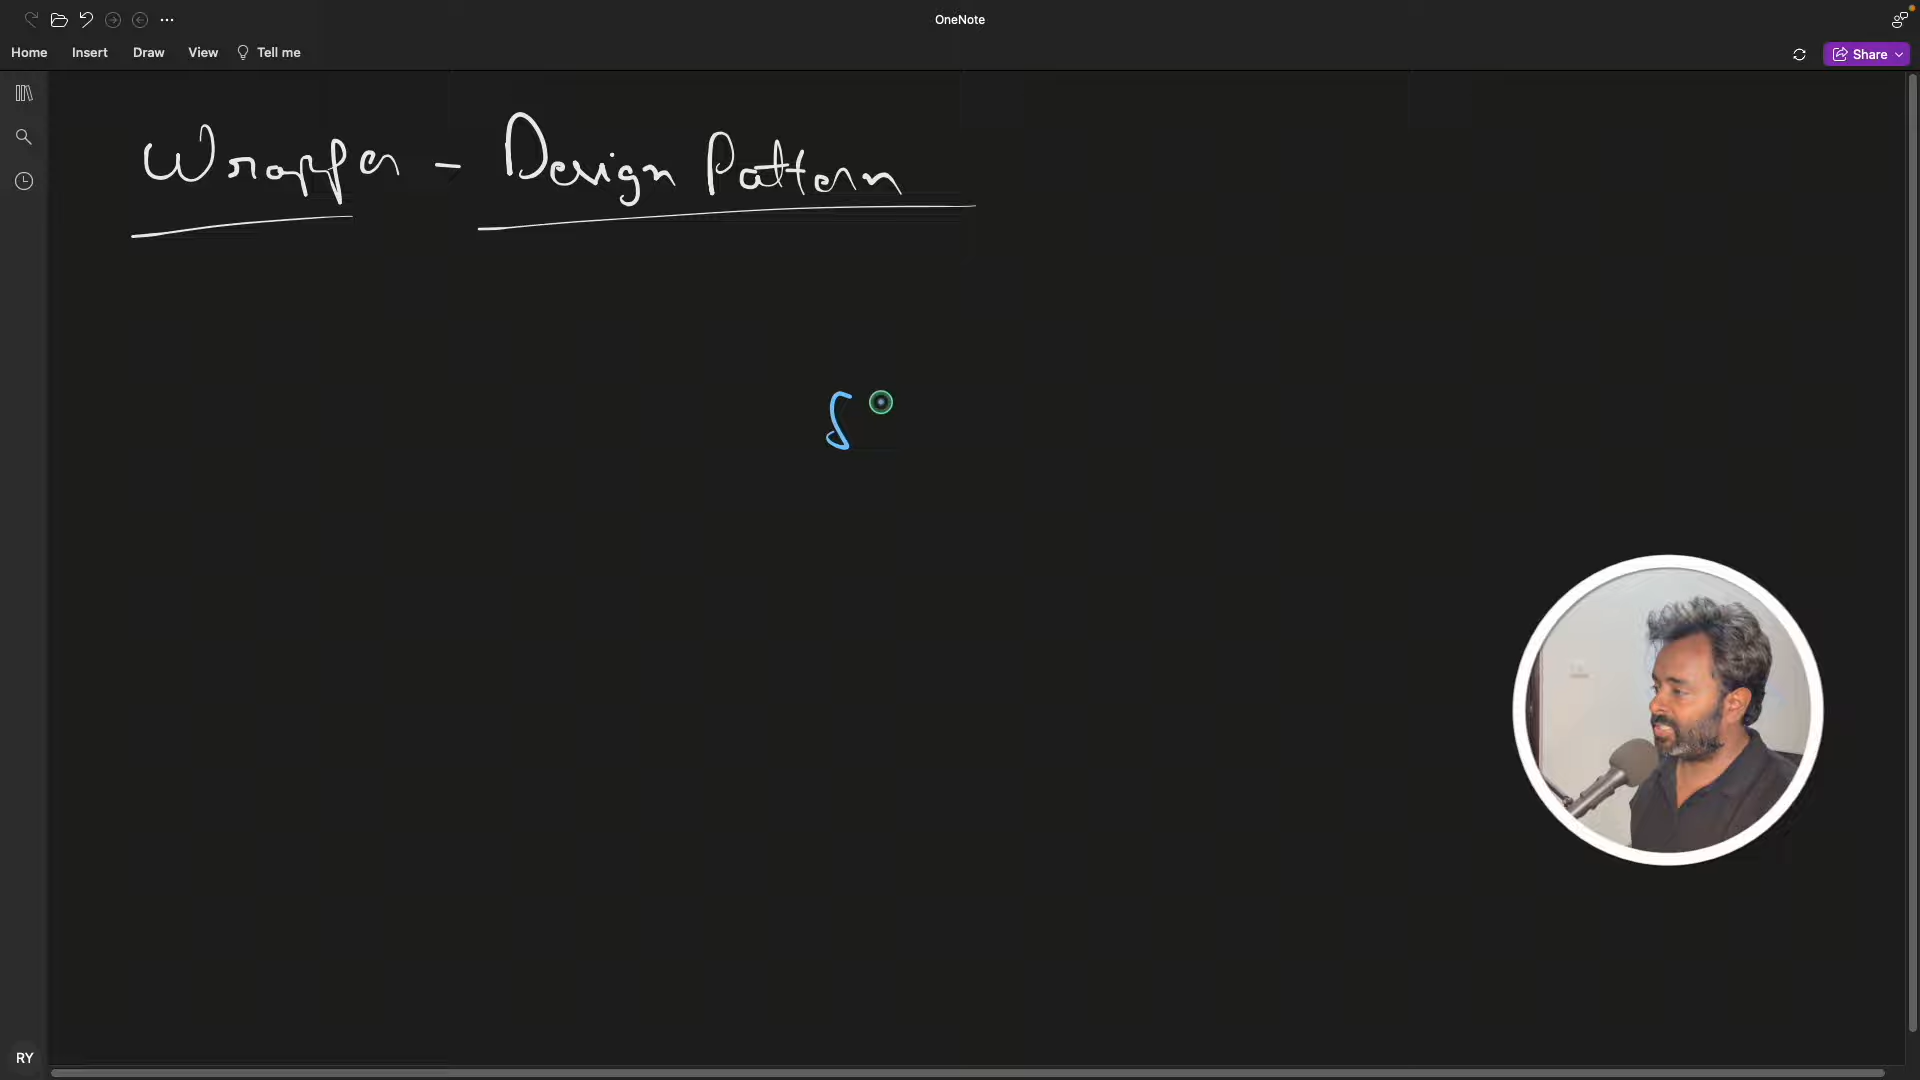 OneNote
Home Insert Draw View Tell me
Share
Wrapper - Design Pattern
RY